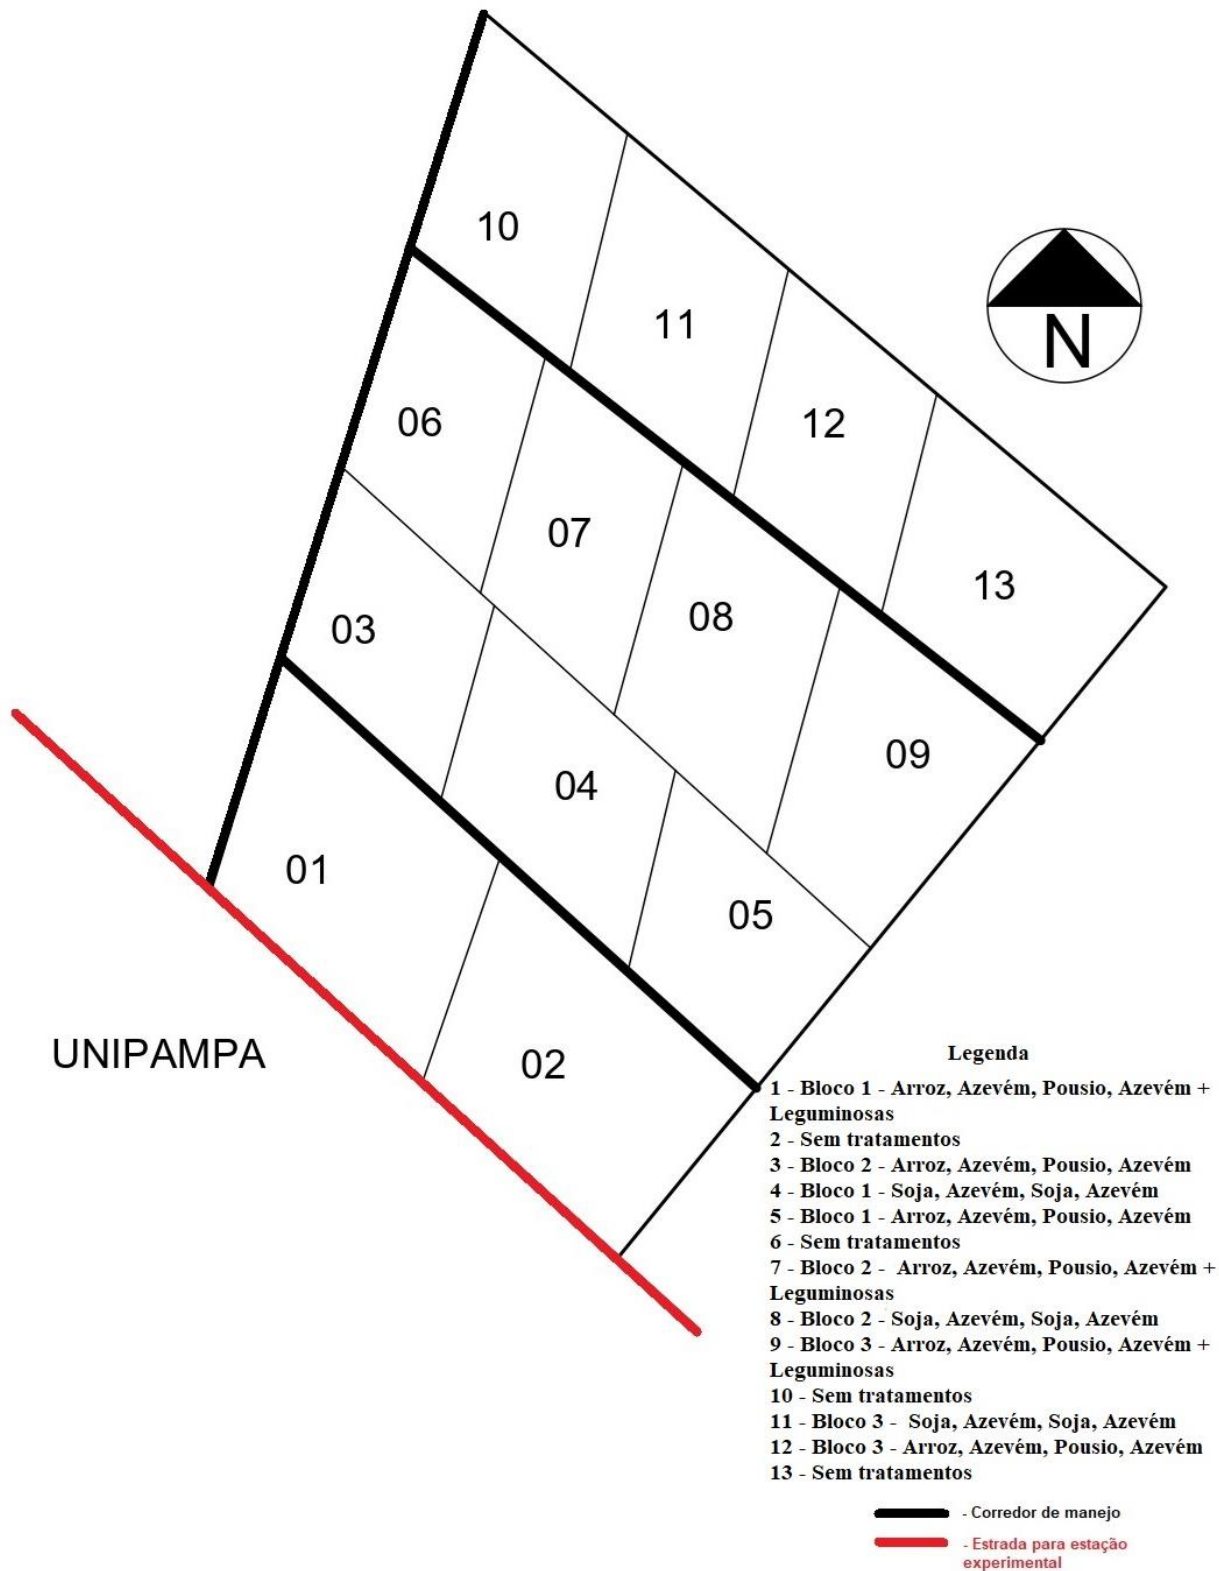 10
11
12
13
N
06
07
08
09
03
04
05
01
02
UNIPAMPA
Legenda
1 - Bloco 1 - Arroz, Azevém, Pousio, Azevém +
Leguminosas
2 - Sem tratamentos
3 - Bloco 2 - Arroz, Azevém, Pousio, Azevém
4 - Bloco 1 - Soja, Azevém, Soja, Azevém
5 - Bloco 1 - Arroz, Azevém, Pousio, Azevém
6 - Sem tratamentos
7 - Bloco 2 - Arroz, Azevém, Pousio, Azevém +
Leguminosas
8 - Bloco 2 - Soja, Azevém, Soja, Azevém
9 - Bloco 3 - Arroz, Azevém, Pousio, Azevém +
Leguminosas
10 - Sem tratamentos
11 - Bloco 3 - Soja, Azevém, Soja, Azevém
12 - Bloco 3 - Arroz, Azevém, Pousio, Azevém
13 - Sem tratamentos
- Corredor de manejo
- Estrada para estação
experimental